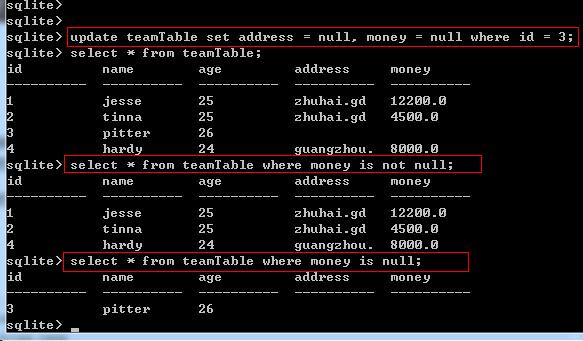 sqlite>
sqlite>
sqlite> update teamTable set address = null, money = null where id = 3;
sqlite> select * from teamTable;
id          name        age         address     money
----------  ----------  ----------  ----------  ----------
1           jesse       25          zhuhai.gd   12200.0
2           tinna       25          zhuhai.gd   4500.0
3           pitter      26
4           hardy       24          guangzhou.  8000.0
sqlite> select * from teamTable where money is not null;
id          name        age         address     money
----------  ----------  ----------  ----------  ----------
1           jesse       25          zhuhai.gd   12200.0
2           tinna       25          zhuhai.gd   4500.0
4           hardy       24          guangzhou.  8000.0
sqlite> select * from teamTable where money is null;
id          name        age         address     money
----------  ----------  ----------  ----------  ----------
3           pitter      26
sqlite>